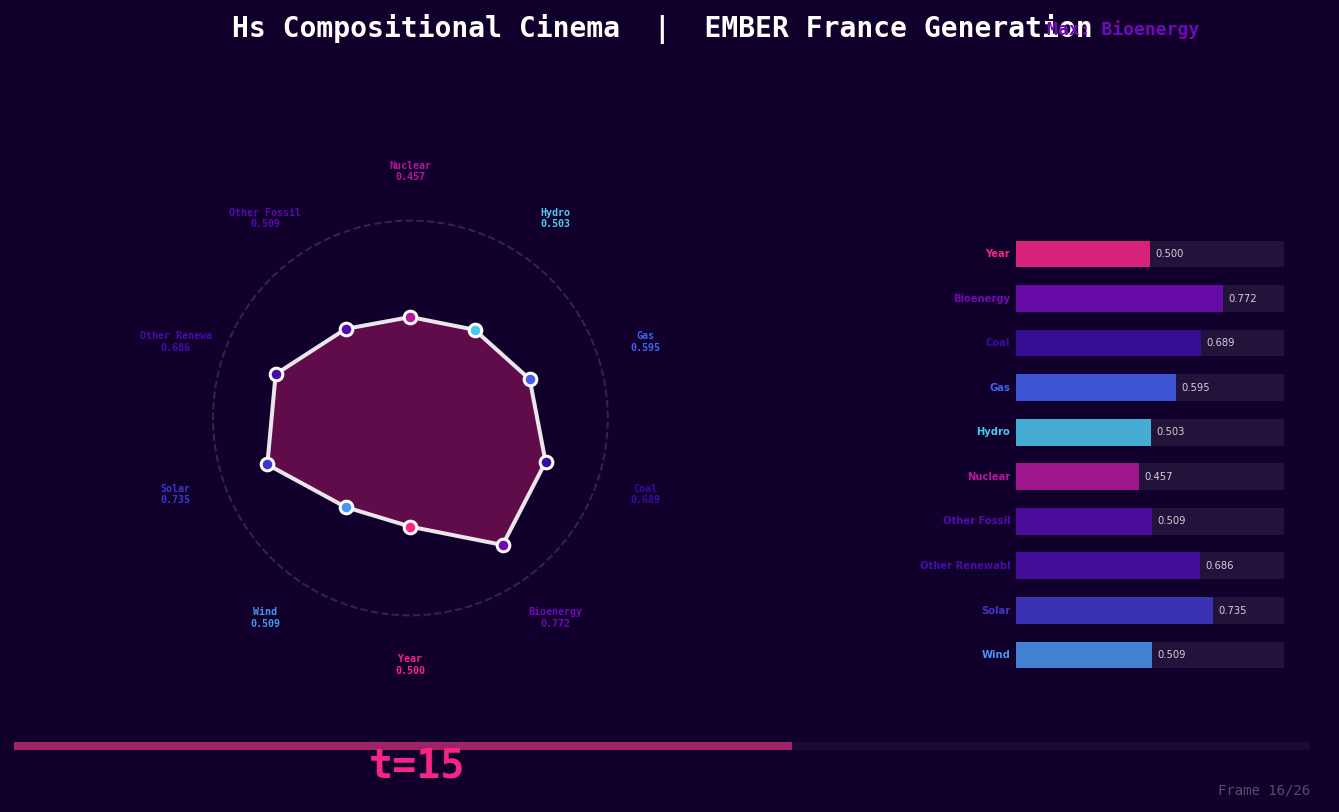 Hs Compositional Cinema | EMBER France Generation
Max: Bioenergy
Nuclear
0.457
Other Fossil
0.509
Hydro
0.503
Other Renewa
0.686
Gas
0.595
Solar
0.735
Coal
0.689
Wind
0.509
Bioenergy
0.772
Year
0.500
Year 0.500
Bioenergy 0.772
Coal 0.689
Gas 0.595
Hydro 0.503
Nuclear 0.457
Other Fossil 0.509
Other Renewabl 0.686
Solar 0.735
Wind 0.509
t=15
Frame 16/26